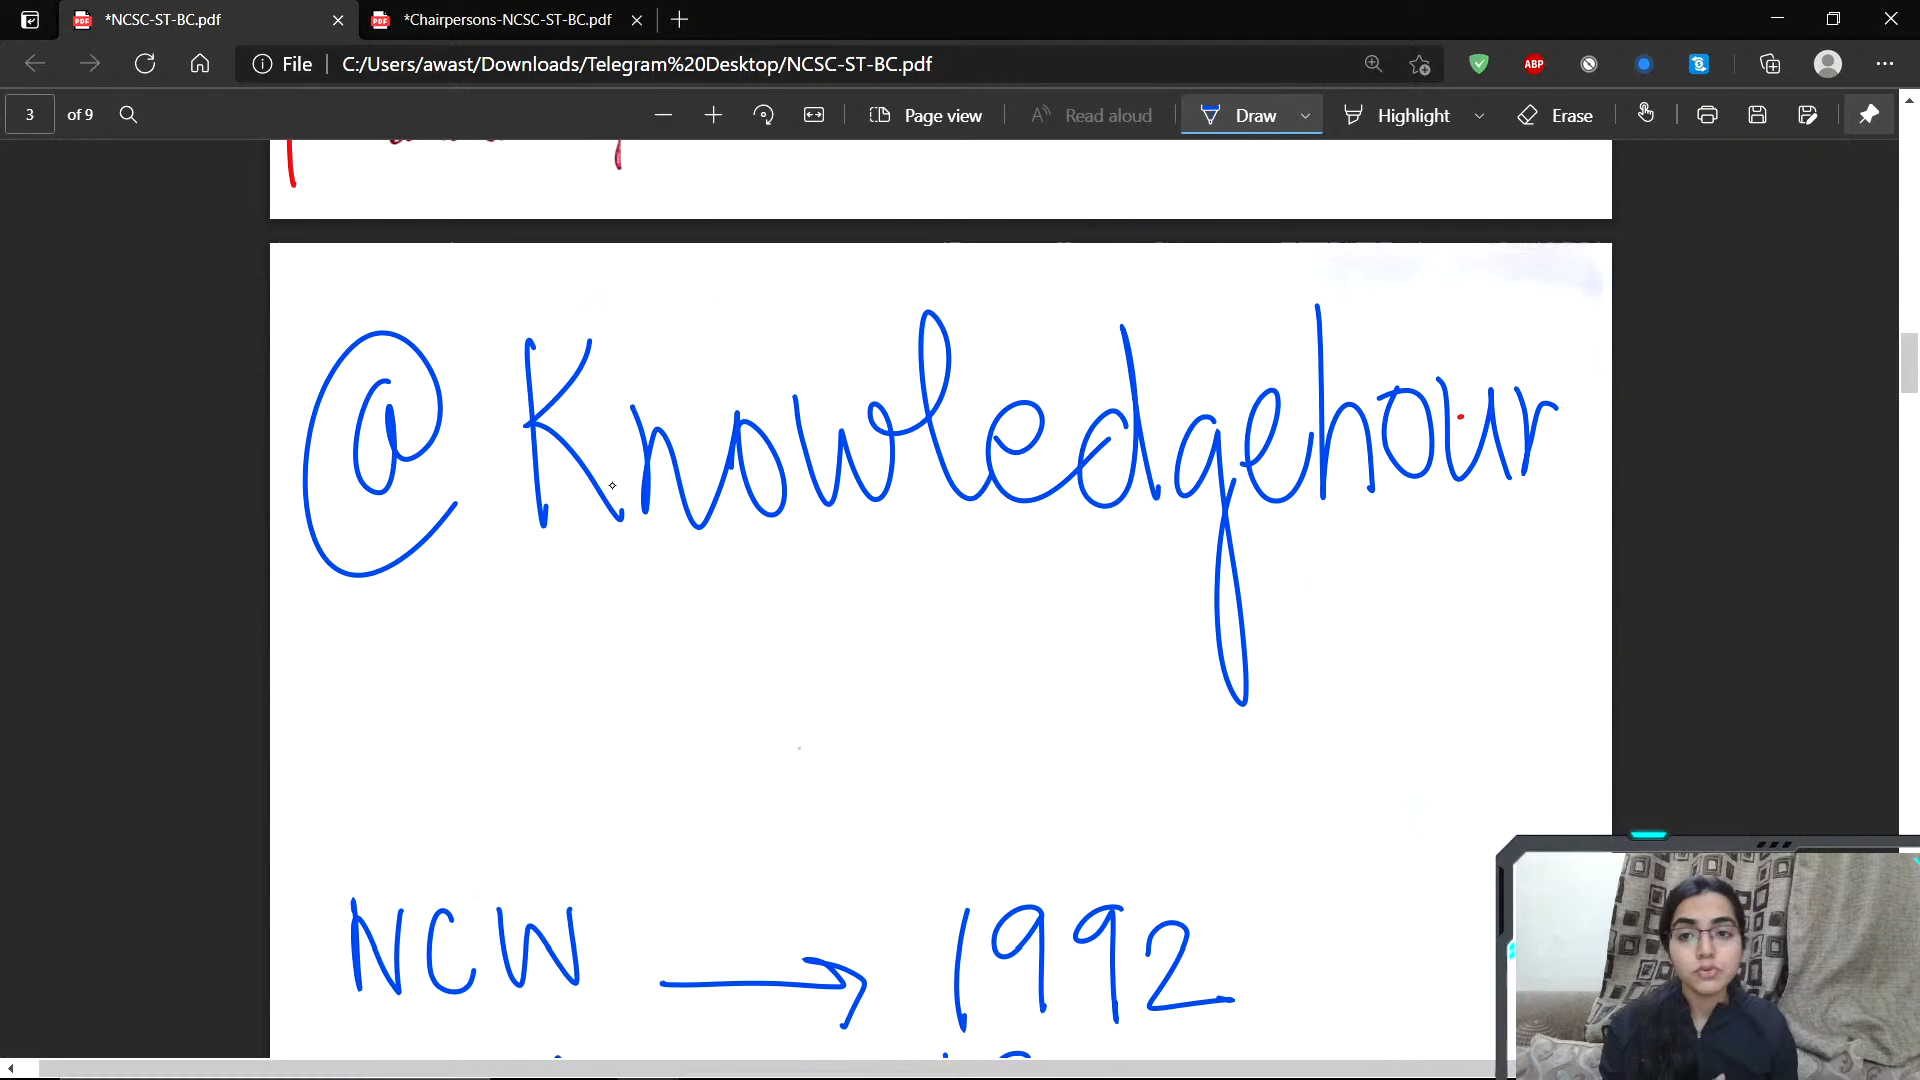 *NCSC-ST-BC.pdf
*Chairpersons-NCSC-ST-BC.pdf
File
C:/Users/awast/Downloads/Telegram%20Desktop/NCSC-ST-BC.pdf
3 of 9
Page view
Read aloud
Draw
Highlight
Erase
ABP
@Knowledgehour
NCW → 1992